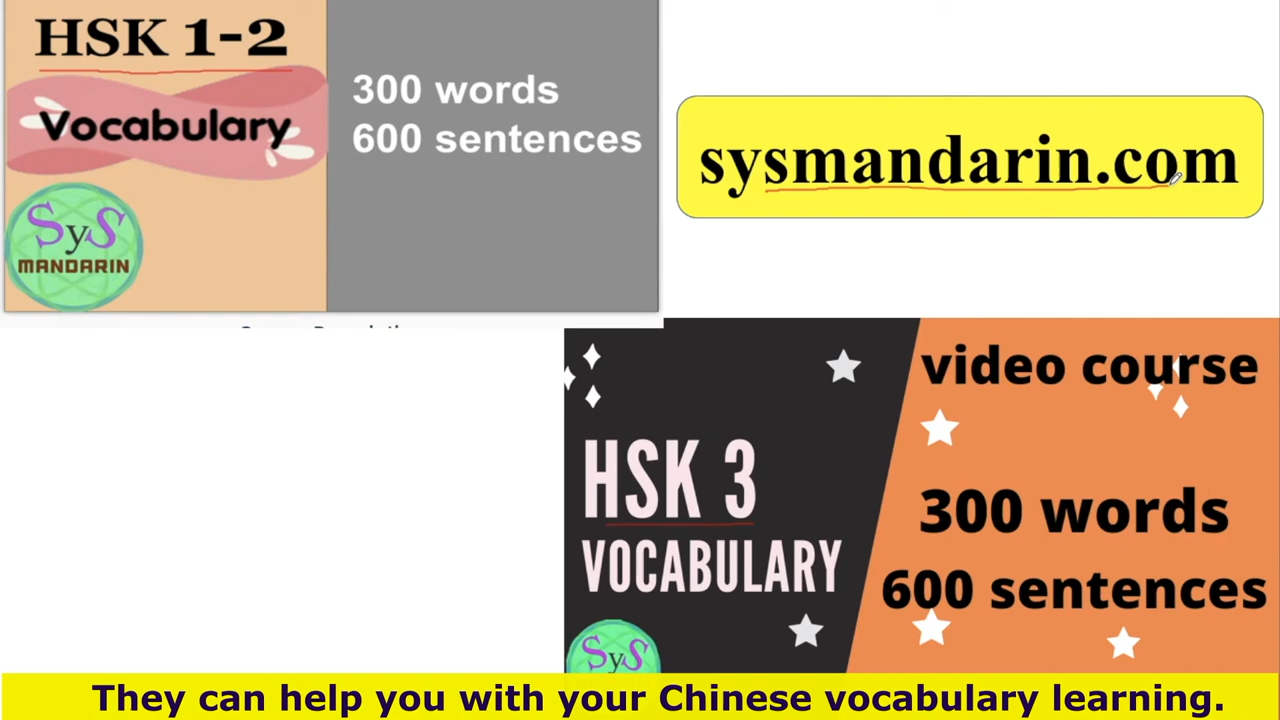 HSK 1-2
Vocabulary
SyS
MANDARIN
300 words
600 sentences
sysmandarin.com
HSK 3
VOCABULARY
SyS
video course
300 words
600 sentences
They can help you with your Chinese vocabulary learning.